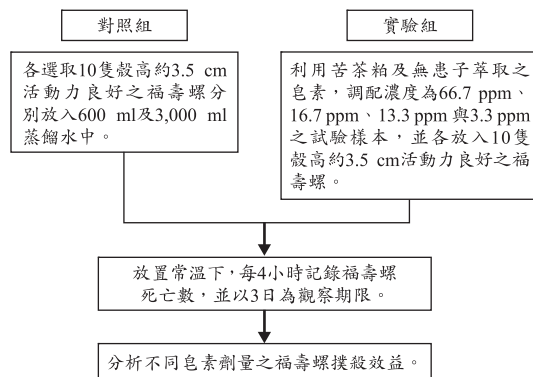 對照組
各選取10隻殼高約3.5 cm
活動力良好之福壽螺分
別放入600 ml及3,000 ml
蒸餾水中。
實驗組
利用苦茶粕及無患子萃取之
皂素,調配濃度為66.7 ppm、
16.7 ppm、13.3 ppm 與3.3 ppm
之試驗樣本,並各放入10隻
殼高約3.5 cm活動力良好之福
壽螺。
放置常溫下,每4小時記錄福壽螺
死亡數,並以3日為觀察期限。
分析不同皂素劑量之福壽螺撲殺效益。